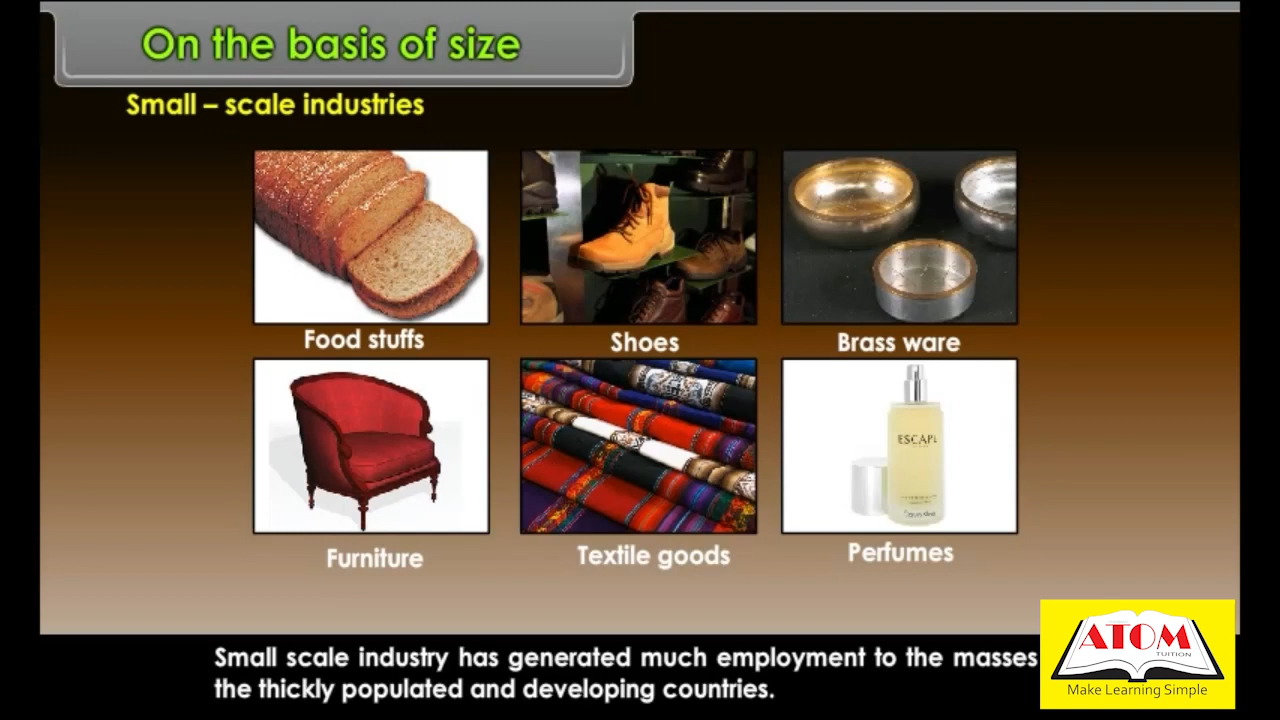 On the basis of size
Small – scale industries
Food stuffs
Shoes
Brass ware
Furniture
Textile goods
ESCAPE
Perfumes
Small scale industry has generated much employment to the masses
the thickly populated and developing countries.
ATOM
TUITION
Make Learning Simple